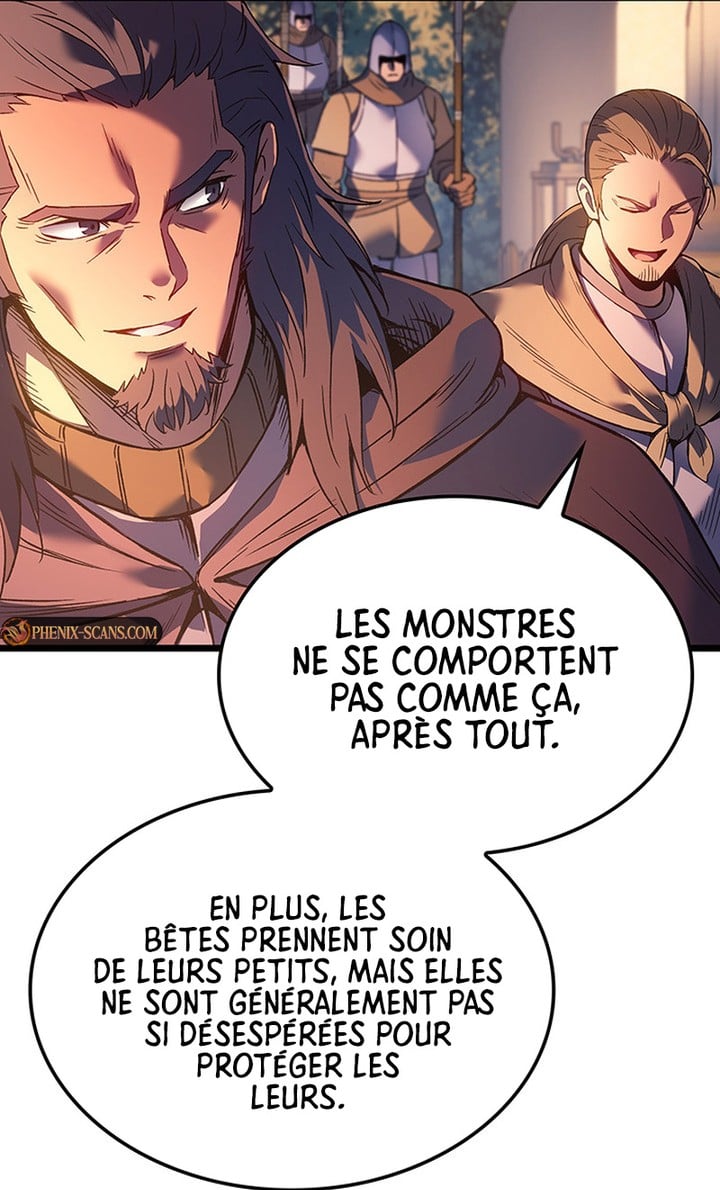 PHENIX-SCANS.COM
LES MONSTRES
NE SE COMPORTENT
PAS COMME ÇA,
APRÈS TOUT.
EN PLUS, LES
BÊTES PRENNENT SOIN
DE LEURS PETITS, MAIS ELLES
NE SONT GÉNÉRALEMENT PAS
SI DÉSESPÉRÉES POUR
PROTÉGER LES
LEURS.